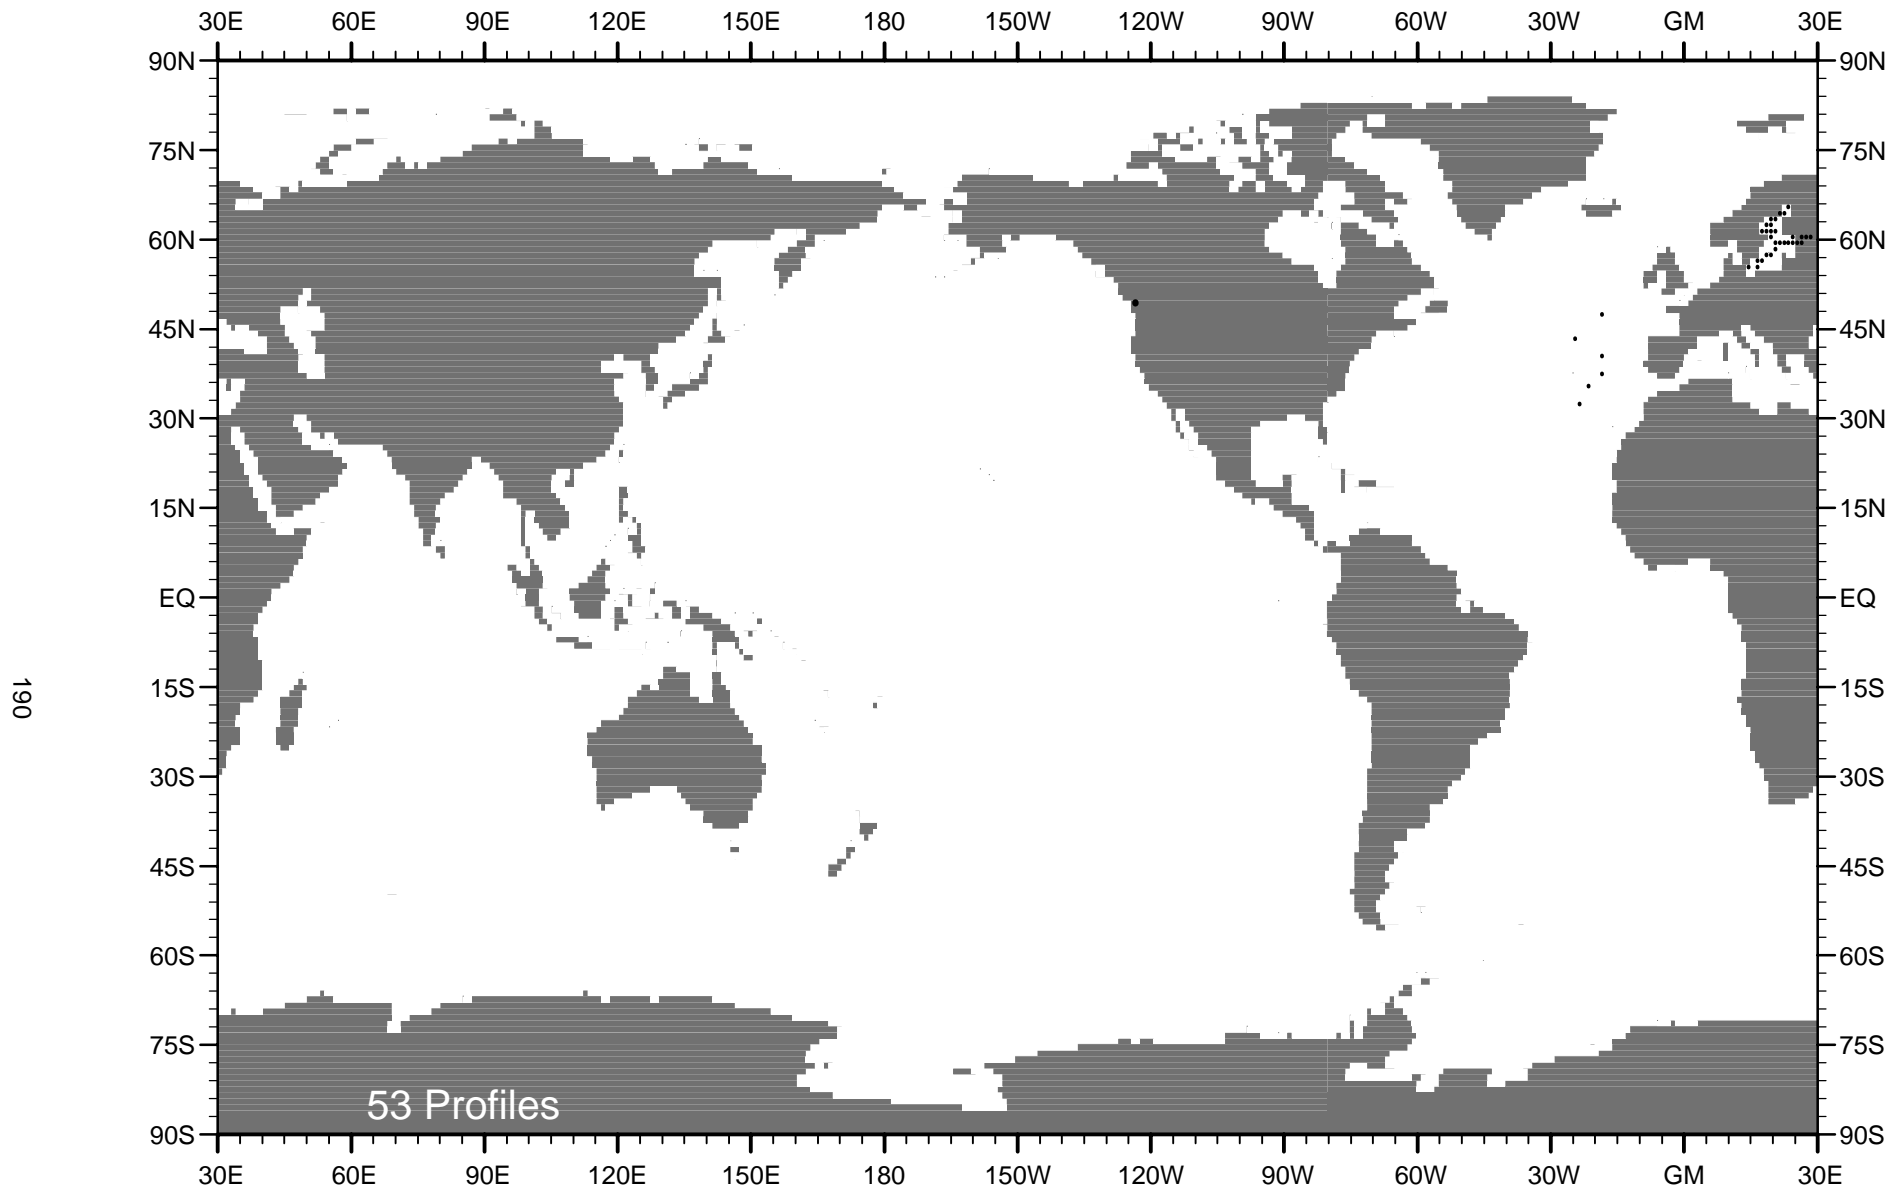 30E 60E 90E 120E 150E 180 150W 120W 90W 60W 30W GM 30E
90N 90N
75N 75N
60N 60N
45N 45N
30N 30N
15N 15N
EQ EQ
15S 15S
190
30S 30S
45S 45S
60S 60S
75S 75S
53 Profiles
90S 90S
30E 60E 90E 120E 150E 180 150W 120W 90W 60W 30W GM 30E